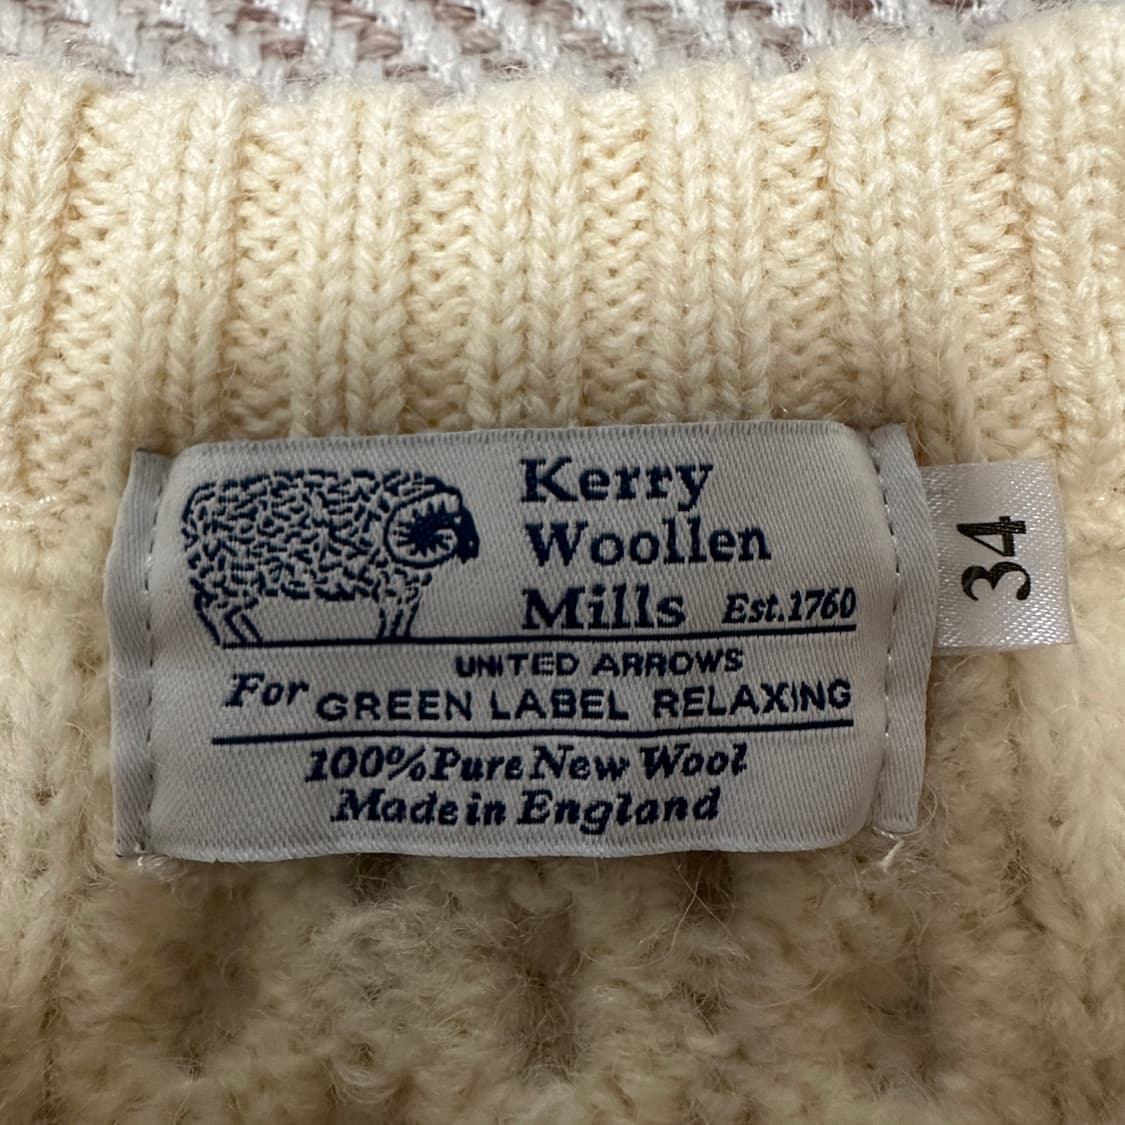 Kerry
Woollen
Mills Est.1760
For UNITED ARROWS
GREEN LABEL RELAXING
100% Pure New Wool
Made in England
34